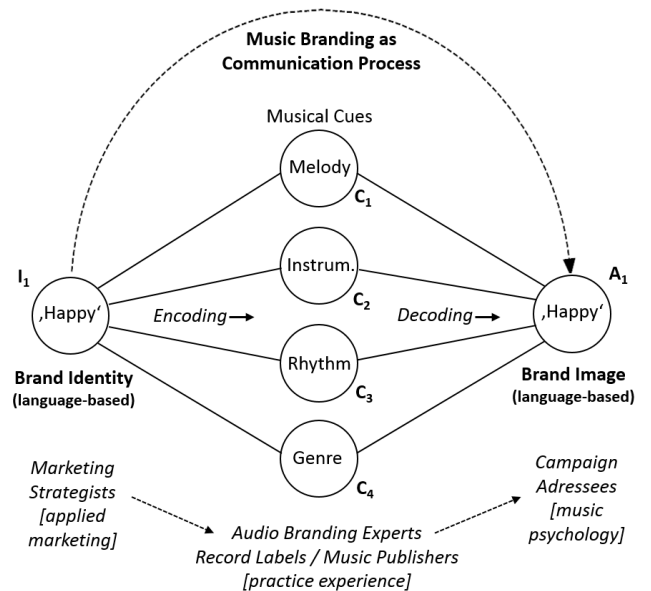 Music Branding as
Communication Process
Musical Cues
Melody
C1
I1
Instrum.
A1
C2
‚Happy‘
Encoding
Decoding
‚Happy‘
Rhythm
C3
Brand Identity
(language-based)
Brand Image
(language-based)
Genre
C4
Marketing
Strategists
[applied
marketing]
Audio Branding Experts
Record Labels / Music Publishers
[practice experience]
Campaign
Adressees
[music
psychology]